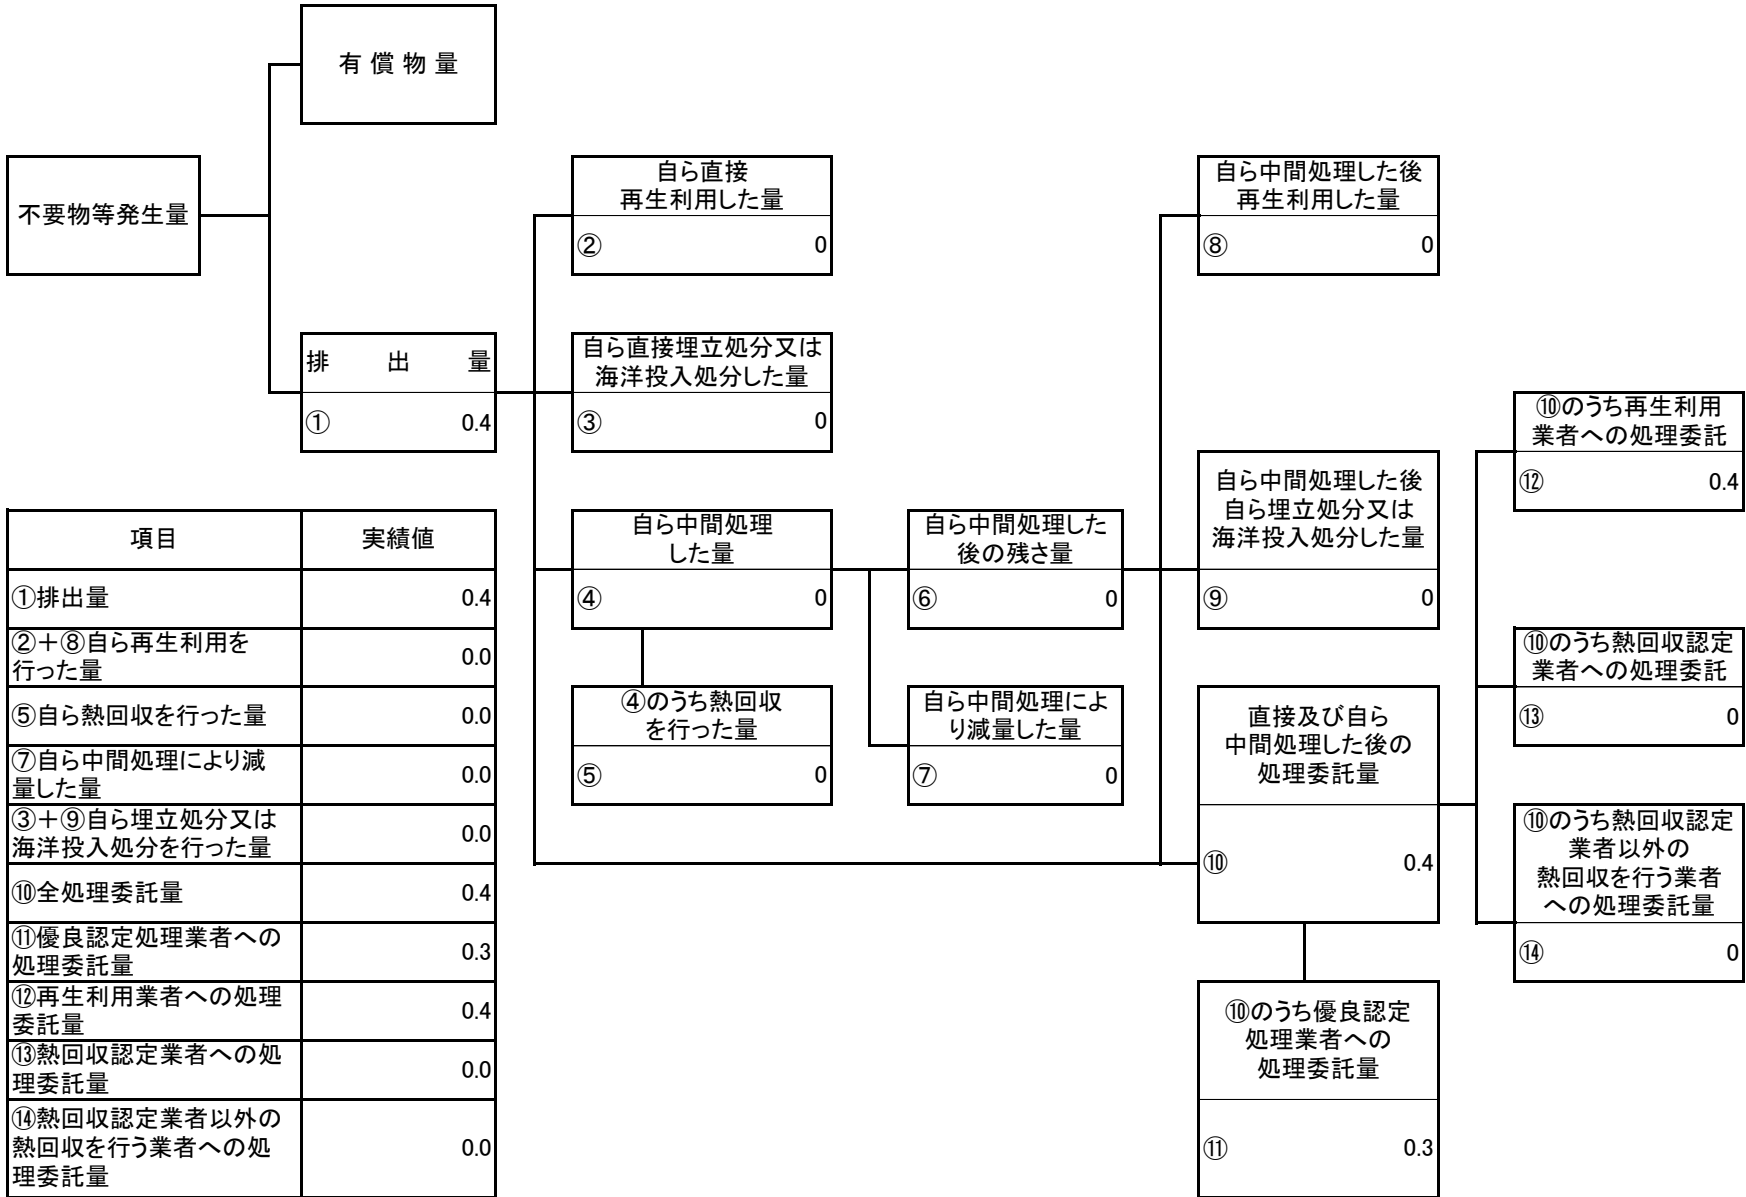 有 償 物 量
不要物等発生量
自ら直接
再生利用した量
② 0
自ら中間処理した後
再生利用した量
⑧ 0
排 出 量
① 0.4
自ら直接埋立処分又は
海洋投入処分した量
③ 0
⑩のうち再生利用
業者への処理委託
⑫ 0.4
自ら中間処理した後
自ら埋立処分又は
海洋投入処分した量
⑨ 0
自ら中間処理
した量
④ 0
自ら中間処理した
後の残さ量
⑥ 0
⑩のうち熱回収認定
業者への処理委託
⑬ 0
④のうち熱回収
を行った量
⑤ 0
自ら中間処理によ
り減量した量
⑦ 0
直接及び自ら
中間処理した後の
処理委託量
⑩ 0.4
⑩のうち熱回収認定
業者以外の
熱回収を行う業者
への処理委託量
⑭ 0
⑩のうち優良認定
処理業者への
処理委託量
⑪ 0.3
項目 実績値
①排出量 0.4
②＋⑧自ら再生利用を
行った量 0.0
⑤自ら熱回収を行った量 0.0
⑦自ら中間処理により減
量した量 0.0
③＋⑨自ら埋立処分又は
海洋投入処分を行った量 0.0
⑩全処理委託量 0.4
⑪優良認定処理業者への
処理委託量 0.3
⑫再生利用業者への処理
委託量 0.4
⑬熱回収認定業者への処
理委託量 0.0
⑭熱回収認定業者以外の
熱回収を行う業者への処
理委託量 0.0